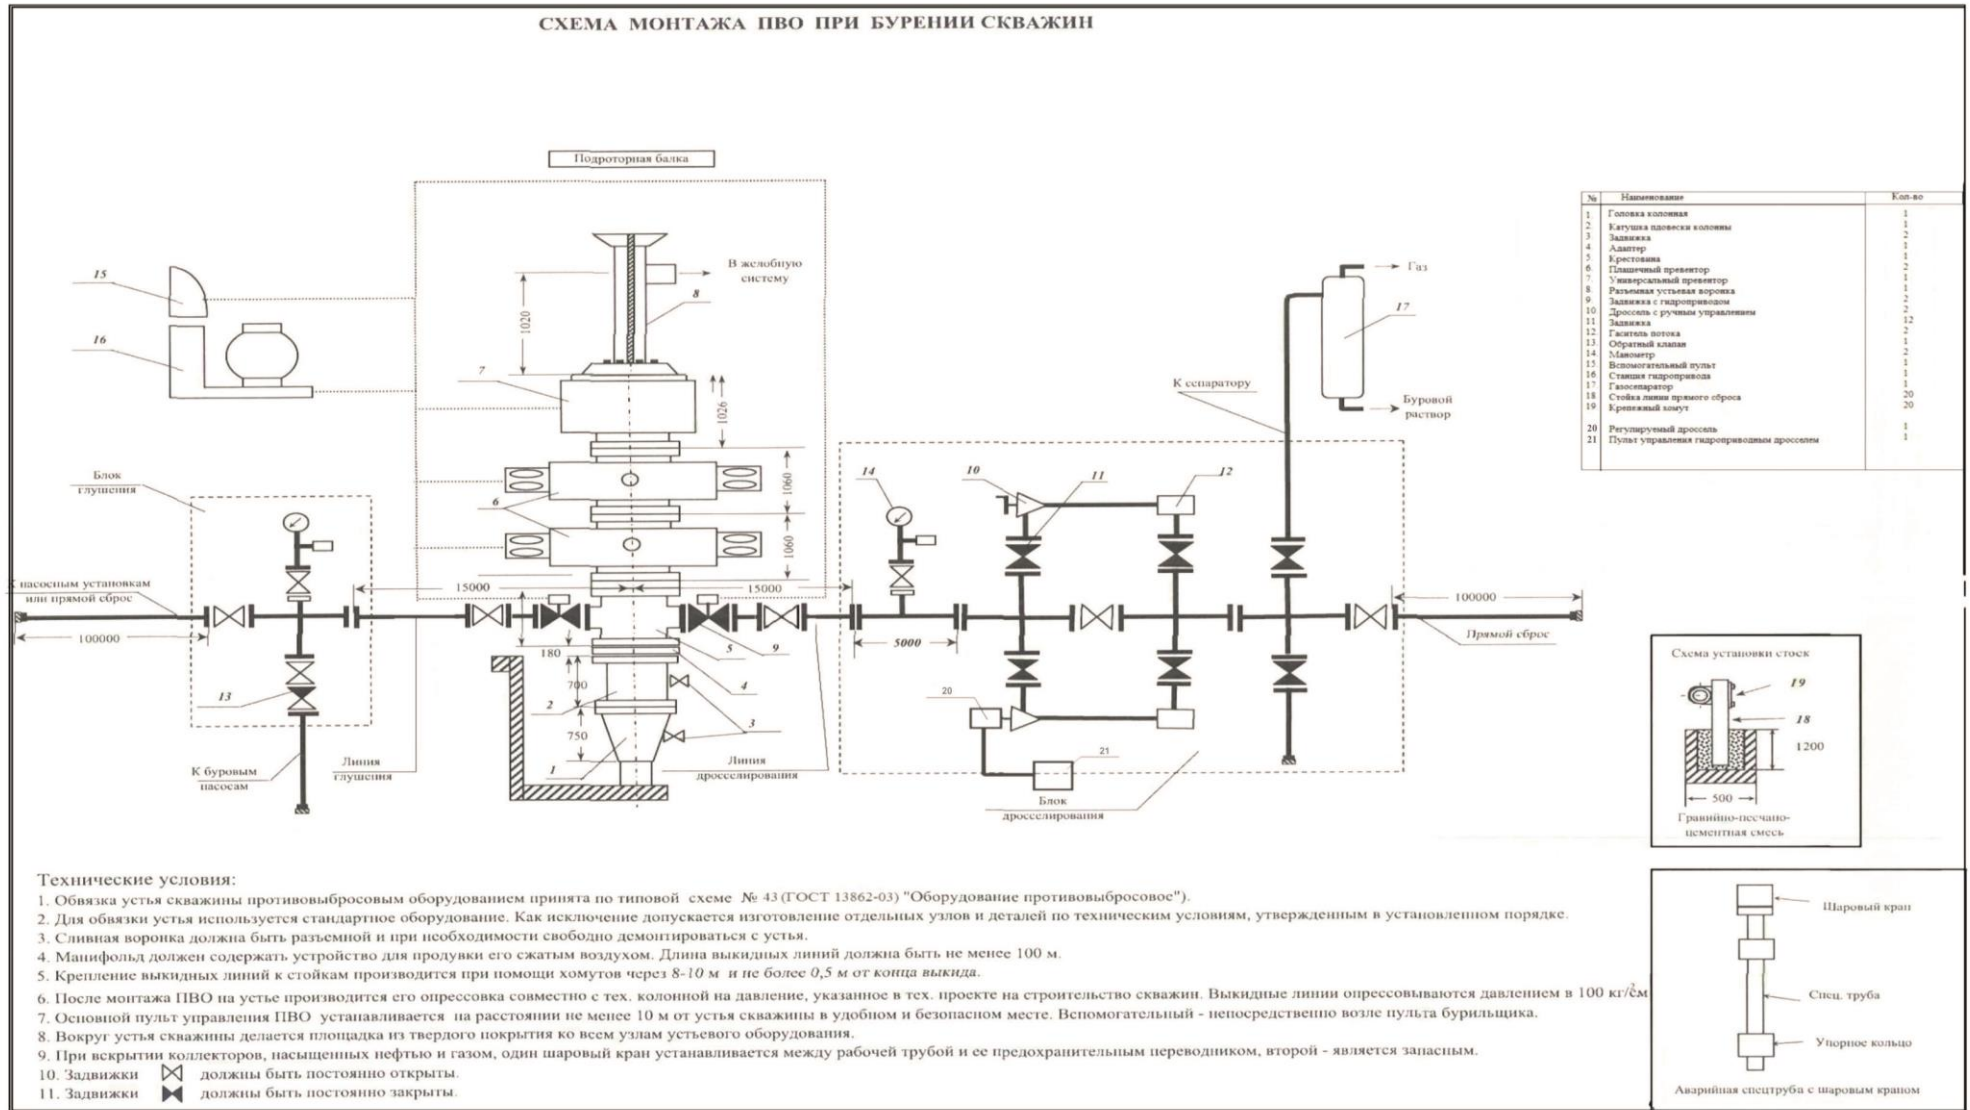 СХЕМА МОНТАЖА ПВО ПРИ БУРЕНИИ СКВАЖИН
Подроторная балка
В желобную
систему
8
1020
15
16
7
1026
1060
6
1060
Блок
глушения
К насосным установкам
или прямой сброс
100000
13
К буровым
насосам
Линия
глушения
15000
15000
180
700
750
5
9
4
2
3
1
Линия
дросселирования
14
5000
10
11
12
20
21
Блок
дросселирования
К сепаратору
Газ
17
Буровой
раствор
100000
Прямой сброс
№ Наименование Кол-во
1 Головка колонная 1
2 Катушка пдовески колонны 1
3 Задвижка 2
4 Адаптер 1
5 Крестовина 1
6 Плашечный превентор 2
7 Универсальный превентор 1
8 Разъемная устьевая воронка 1
9 Задвижка с гидроприводом 2
10 Дроссель с ручным управлением 2
11 Задвижка 12
12 Гаситель потока 2
13 Обратный клапан 1
14 Манометр 2
15 Вспомогательный пульт 1
16 Станция гидропривода 1
17 Газосепаратор 1
18 Стойка линии прямого сброса 20
19 Крепежный хомут 20
20 Регулируемый дроссель 1
21 Пульт управления гидроприводным дросселем 1
Схема установки стоек
19
18
1200
500
Гравийно-песчано-
цементная смесь
Технические условия:
1. Обвязка устья скважины противовыбросовым оборудованием принята по типовой схеме № 43 (ГОСТ 13862-03) "Оборудование противовыбросовое").
2. Для обвязки устья используется стандартное оборудование. Как исключение допускается изготовление отдельных узлов и деталей по техническим условиям, утвержденным в установленном порядке.
3. Сливная воронка должна быть разъемной и при необходимости свободно демонтироваться с устья.
4. Манифольд должен содержать устройство для продувки его сжатым воздухом. Длина выкидных линий должна быть не менее 100 м.
5. Крепление выкидных линий к стойкам производится при помощи хомутов через 8-10 м и не более 0,5 м от конца выкида.
6. После монтажа ПВО на устье производится его опрессовка совместно с тех. колонной на давление, указанное в тех. проекте на строительство скважин. Выкидные линии опрессовываются давлением в 100 кг/см²
7. Основной пульт управления ПВО устанавливается на расстоянии не менее 10 м от устья скважины в удобном и безопасном месте. Вспомогательный - непосредственно возле пульта бурильщика.
8. Вокруг устья скважины делается площадка из твердого покрытия ко всем узлам устьевого оборудования.
9. При вскрытии коллекторов, насыщенных нефтью и газом, один шаровый кран устанавливается между рабочей трубой и ее предохранительным переводником, второй - является запасным.
10. Задвижки должны быть постоянно открыты.
11. Задвижки должны быть постоянно закрыты.
Шаровый кран
Спец. труба
Упорное кольцо
Аварийная спецтруба с шаровым краном